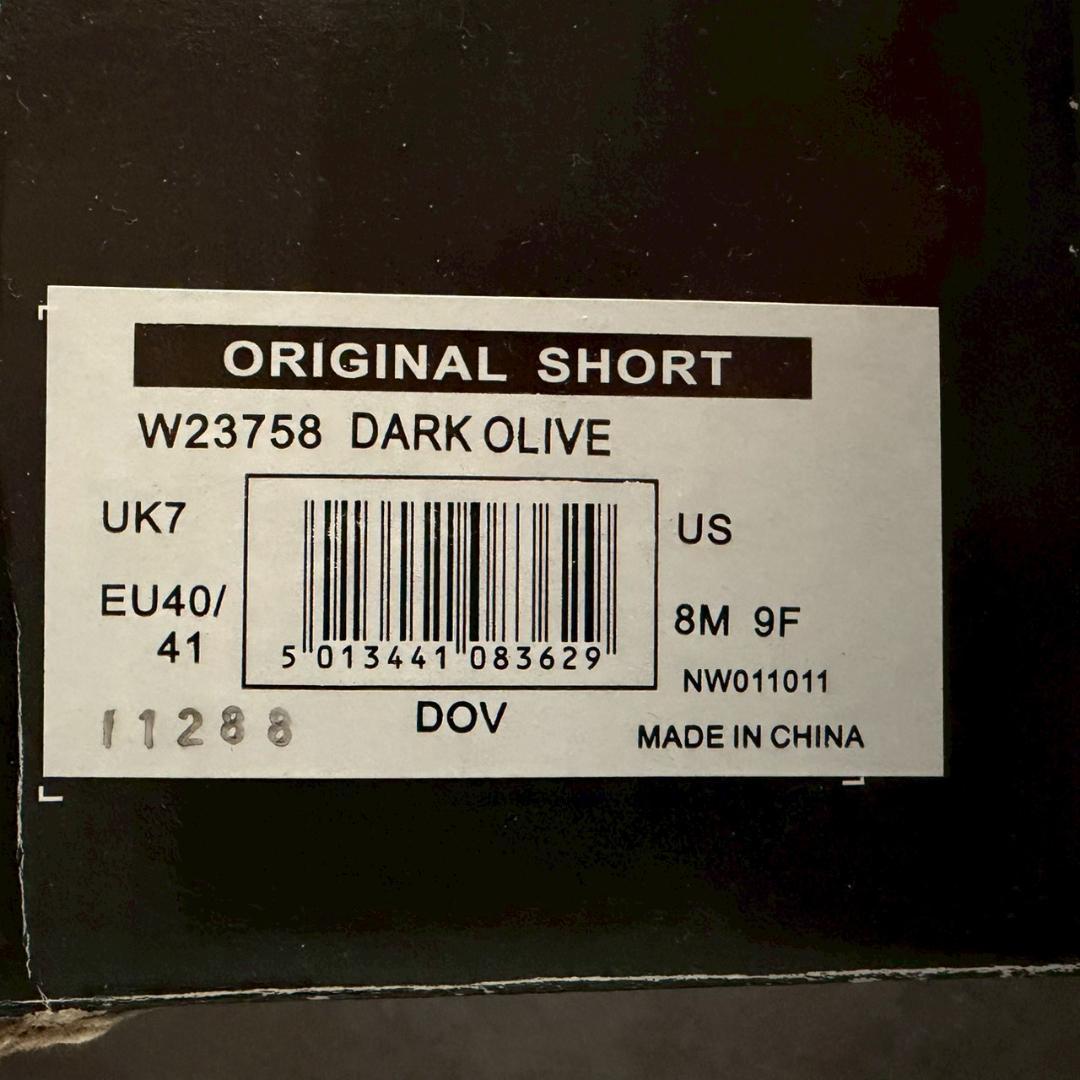 ORIGINAL SHORT
W23758 DARK OLIVE
UK7
US
EU40/
41
8M 9F
5 013441 083629
NW011011
DOV
11288
MADE IN CHINA